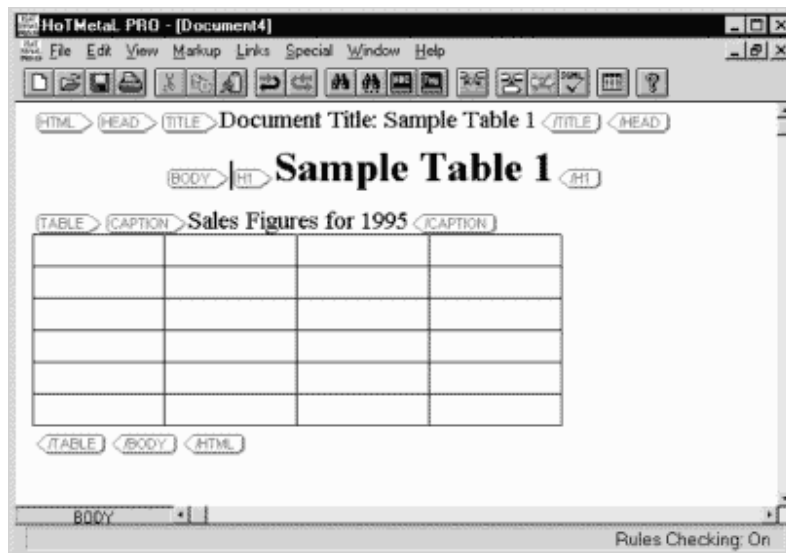 HoTMetaL PRO - [Document4]
File Edit View Markup Links Special Window Help
HTML HEAD TITLE Document Title: Sample Table 1 /TITLE /HEAD
BODY H1 Sample Table 1 /H1
TABLE CAPTION Sales Figures for 1995 /CAPTION
/TABLE /BODY /HTML
BODY
Rules Checking: On